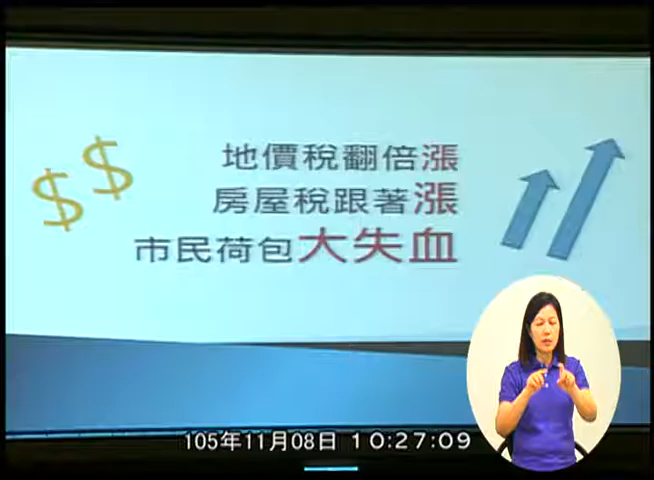 $ $
地價稅翻倍漲
房屋稅跟著漲
市民荷包大失血
105年11月08日 10:27:09